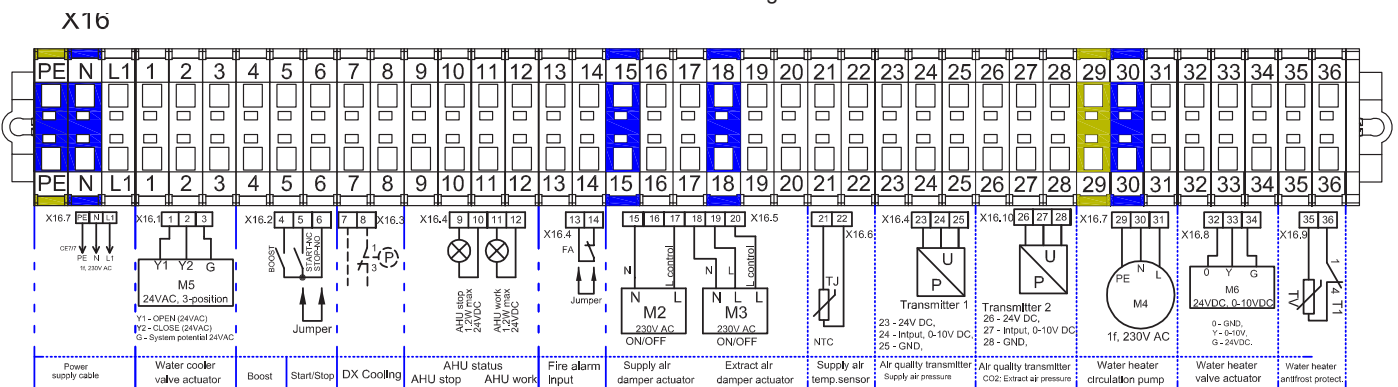 X16
PE N L1 1 2 3 4 5 6 7 8 9 10 11 12 13 14 15 16 17 18 19 20 21 22 23 24 25 26 27 28 29 30 31 32 33 34 35 36
PE N L1 1 2 3 4 5 6 7 8 9 10 11 12 13 14 15 16 17 18 19 20 21 22 23 24 25 26 27 28 29 30 31 32 33 34 35 36
X16.7 PE N L1
CE7/7
PE N L1
1f, 230V AC
Power
supply cable
X16.1 1 2 3
Y1 Y2 G
M5
24VAC, 3-position
Y1 - OPEN (24VAC)
Y2 - CLOSE (24VAC)
G - System potential 24VAC
Water cooler
valve actuator
X16.2 4 5 6
BOOST
START-NC
STOP-NO
Jumper
Boost
Start/Stop
7 8 X16.3
1
3
P
DX Cooling
X16.4 9 10 11 12
AHU stop
1,2W max
24VDC
AHU work
1,2W max
24VDC
AHU status
AHU stop AHU work
13 14
X16.4
FA
Jumper
Fire alarm
Input
15 16 17 18 19 20 X16.5
N
L control
N L
M2
230V AC
ON/OFF
Supply air
damper actuator
N
L control
N L
M3
230V AC
ON/OFF
Extract air
damper actuator
21 22
X16.6
TJ
NTC
Supply air
temp.sensor
X16.4 23 24 25
U
P
Transmitter 1
23 - 24V DC,
24 - Intput, 0-10V DC,
25 - GND,
Air quality transmitter
Supply air pressure
X16.10 26 27 28
U
P
Transmitter 2
26 - 24V DC,
27 - Intput, 0-10V DC
28 - GND,
Air quality transmitter
CO2; Extract air pressure
X16.7 29 30 31
PE N L
M4
1f, 230V AC
Water heater
circulation pump
32 33 34
X16.8
0 Y G
M6
24VDC, 0-10VDC
0 - GND,
Y - 0-10V,
G - 24VDC.
Water heater
valve actuator
35 36
X16.9
TV
1
4
T1
Water heater
antifrost protect.